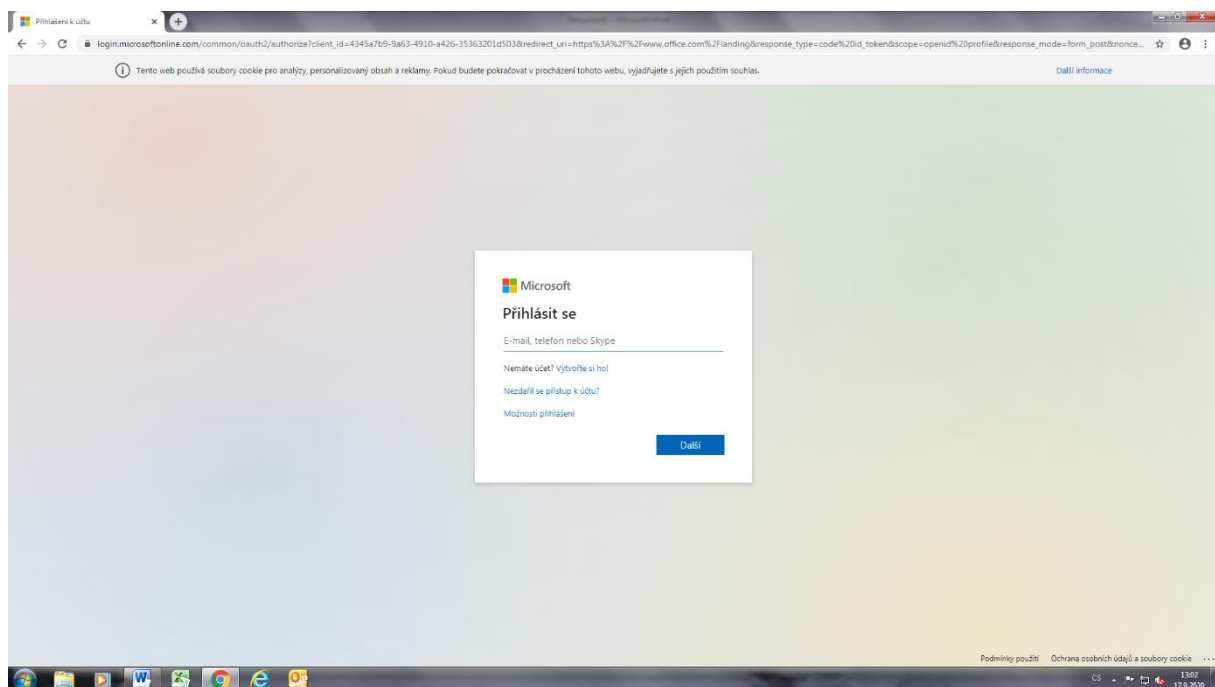 Přihlášení k účtu
login.microsoftonline.com/common/oauth2/authorize?client_id=4345a7b9-9a63-4910-a426-35363201d503&redirect_uri=https%3A%2F%2Fwww.office.com%2Flanding&response_type=code%20id_token&scope=openid%20profile&response_mode=form_post&nonce...
Tento web používá soubory cookie pro analýzy, personalizovaný obsah a reklamy. Pokud budete pokračovat v procházení tohoto webu, vyjadřujete s jejich použitím souhlas.
Další informace
Microsoft
Přihlásit se
E-mail, telefon nebo Skype
Nemáte účet? Vytvořte si ho!
Nezdařil se přístup k účtu?
Možnosti přihlášení
Další
Podmínky použití Ochrana osobních údajů a soubory cookie ...
CS
13:02
17.9.2020